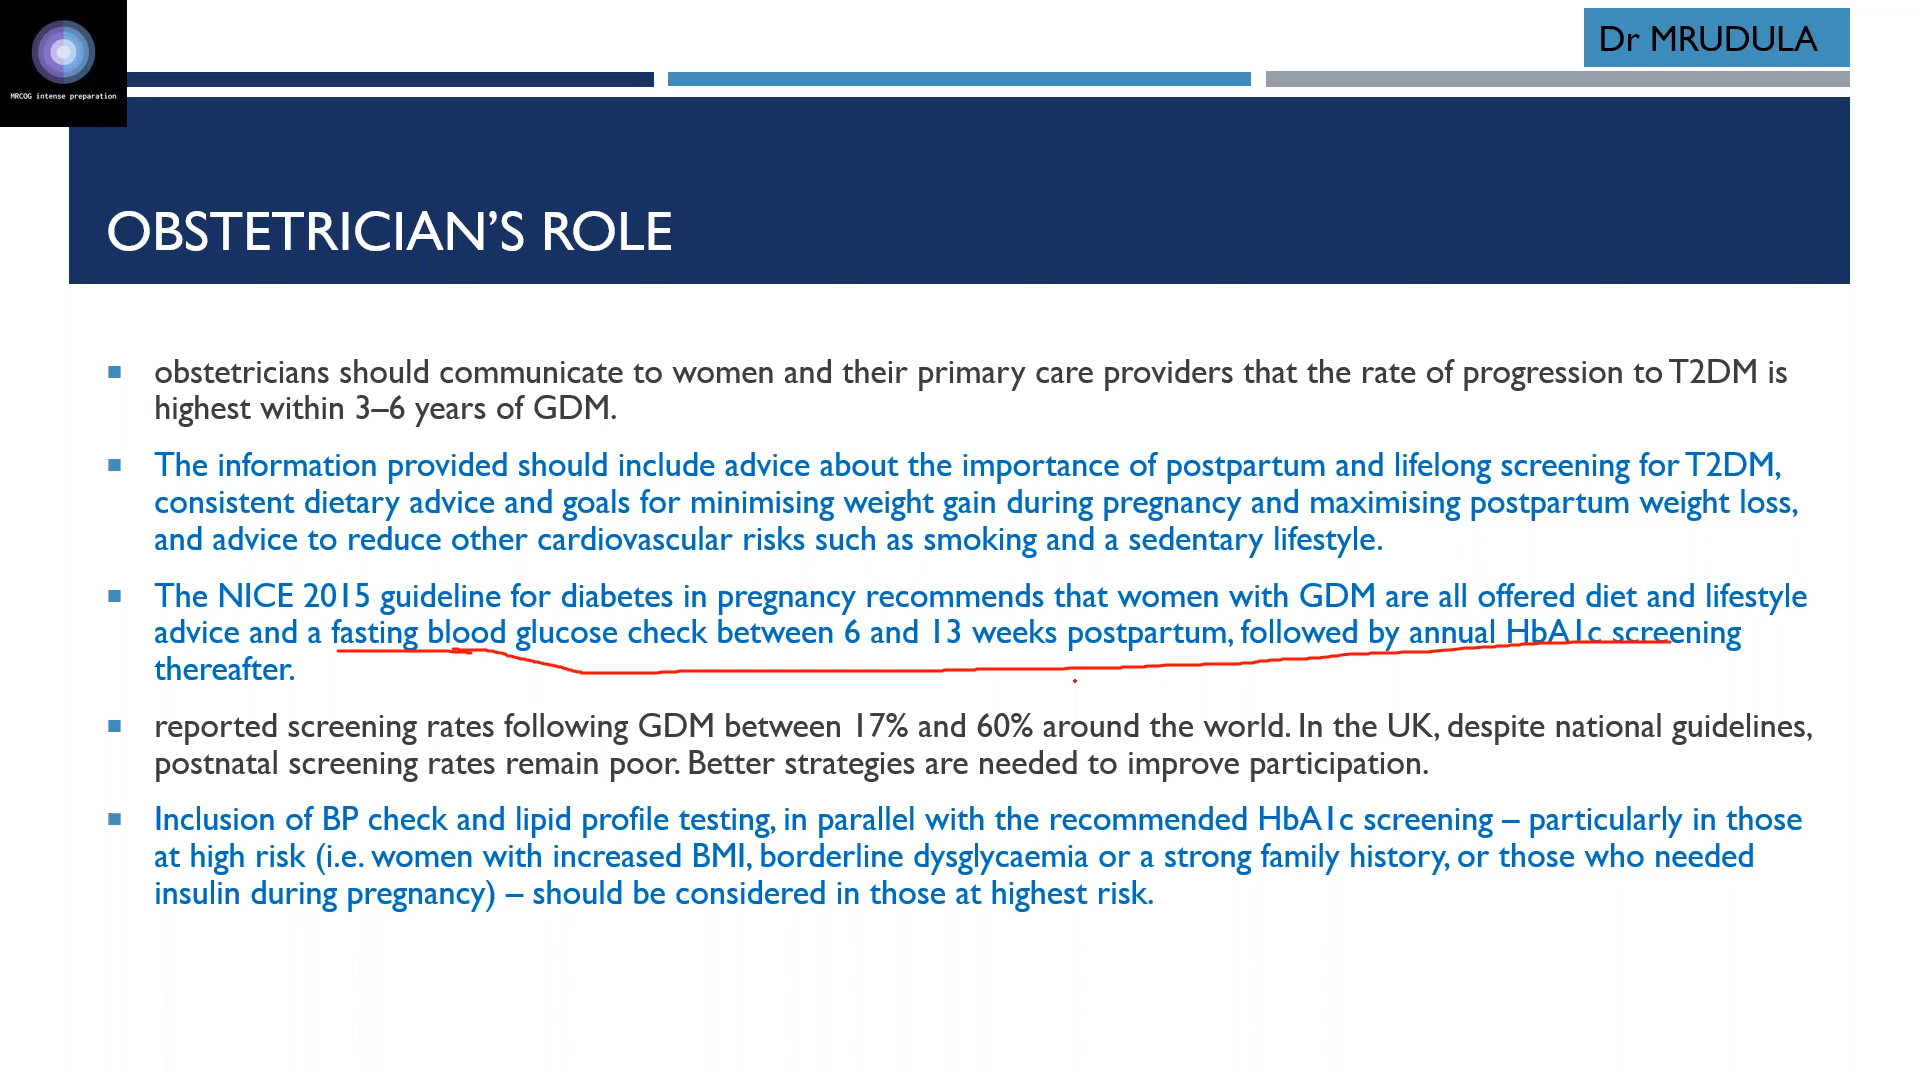 Dr MRUDULA
MRCOG intense preparation
OBSTETRICIAN’S ROLE
obstetricians should communicate to women and their primary care providers that the rate of progression to T2DM is
highest within 3–6 years of GDM.
The information provided should include advice about the importance of postpartum and lifelong screening for T2DM,
consistent dietary advice and goals for minimising weight gain during pregnancy and maximising postpartum weight loss,
and advice to reduce other cardiovascular risks such as smoking and a sedentary lifestyle.
The NICE 2015 guideline for diabetes in pregnancy recommends that women with GDM are all offered diet and lifestyle
advice and a fasting blood glucose check between 6 and 13 weeks postpartum, followed by annual HbA1c screening
thereafter.
reported screening rates following GDM between 17% and 60% around the world. In the UK, despite national guidelines,
postnatal screening rates remain poor. Better strategies are needed to improve participation.
Inclusion of BP check and lipid profile testing, in parallel with the recommended HbA1c screening – particularly in those
at high risk (i.e. women with increased BMI, borderline dysglycaemia or a strong family history, or those who needed
insulin during pregnancy) – should be considered in those at highest risk.